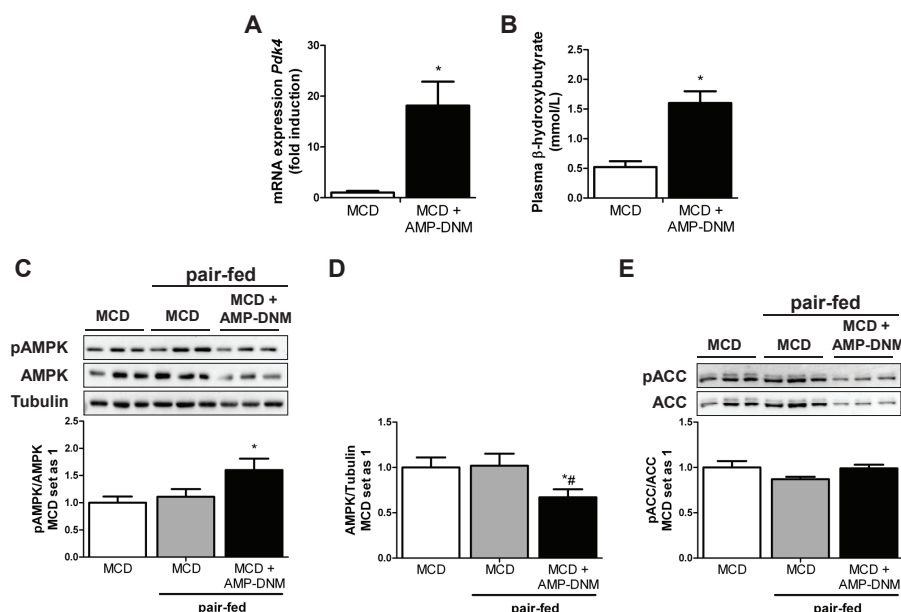 A
mRNA expression Pdk4
(fold induction)
30
20
10
0
*
MCD
MCD +
AMP-DNM
B
Plasma β-hydroxybutyrate
(mmol/L)
2.0
1.5
1.0
0.5
0.0
*
MCD
MCD +
AMP-DNM
C
pair-fed
MCD
MCD
MCD +
AMP-DNM
pAMPK
AMPK
Tubulin
pAMPK/AMPK
MCD set as 1
2.0
1.5
1.0
0.5
0.0
*
MCD
MCD
MCD +
AMP-DNM
pair-fed
D
AMPK/Tubulin
MCD set as 1
1.5
1.0
0.5
0.0
*#
MCD
MCD
MCD +
AMP-DNM
pair-fed
E
pair-fed
MCD
MCD
MCD +
AMP-DNM
pACC
ACC
pACC/ACC
MCD set as 1
1.5
1.0
0.5
0.0
MCD
MCD
MCD +
AMP-DNM
pair-fed